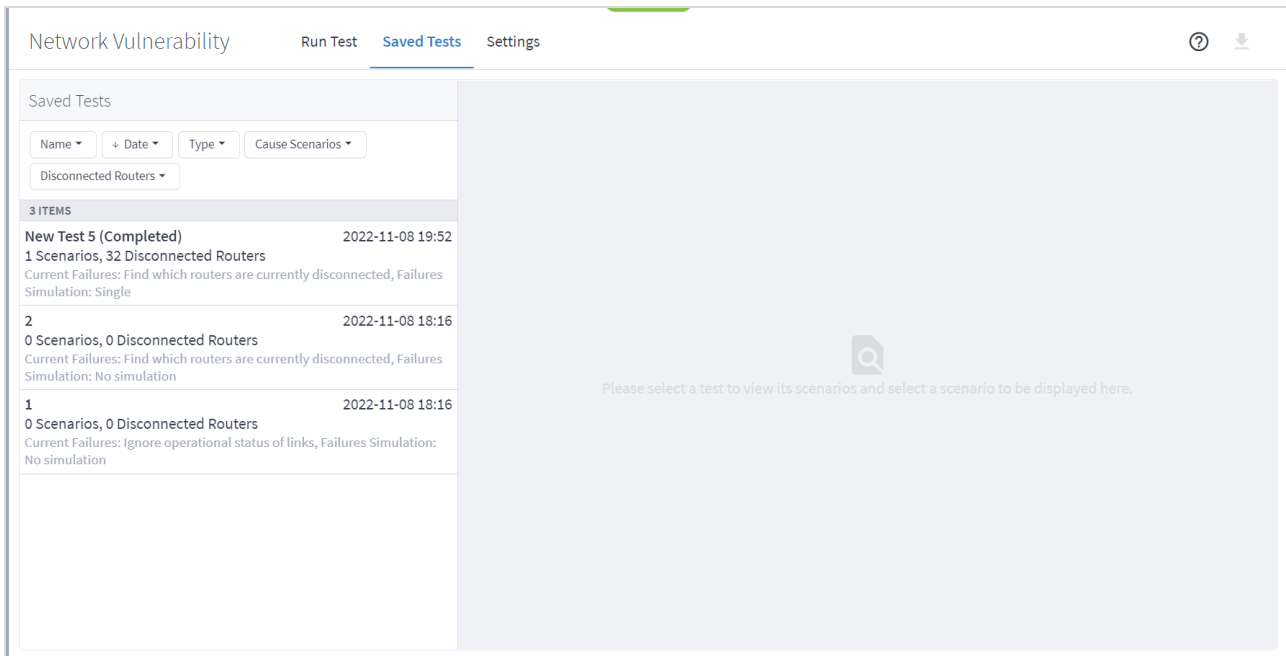 Network Vulnerability Run Test Saved Tests Settings
Saved Tests
Name ↓ Date Type Cause Scenarios
Disconnected Routers
3 ITEMS
New Test 5 (Completed) 2022-11-08 19:52
1 Scenarios, 32 Disconnected Routers
Current Failures: Find which routers are currently disconnected, Failures
Simulation: Single
2 2022-11-08 18:16
0 Scenarios, 0 Disconnected Routers
Current Failures: Find which routers are currently disconnected, Failures
Simulation: No simulation
1 2022-11-08 18:16
0 Scenarios, 0 Disconnected Routers
Current Failures: Ignore operational status of links, Failures Simulation:
No simulation
Please select a test to view its scenarios and select a scenario to be displayed here.